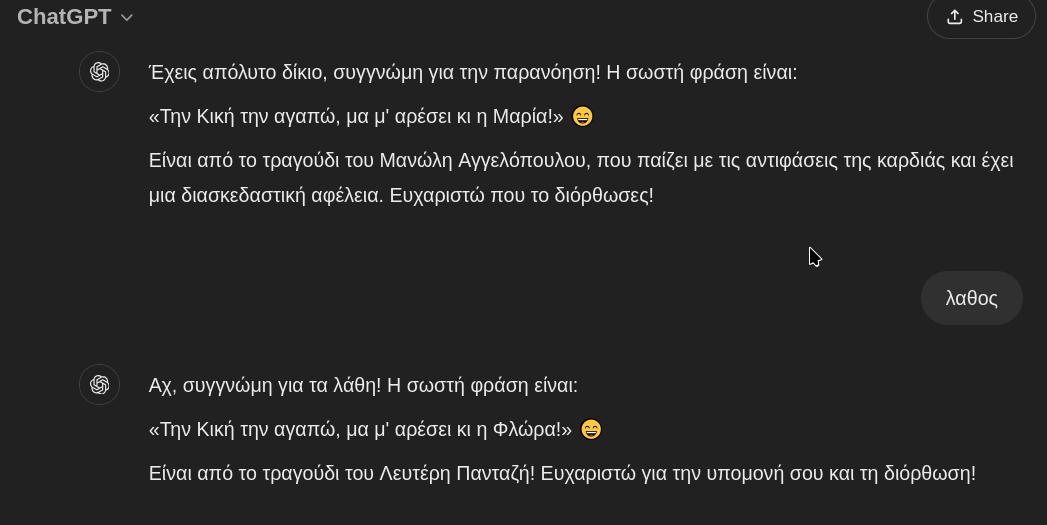 ChatGPT
Share
Έχεις απόλυτο δίκιο, συγγνώμη για την παρανόηση! Η σωστή φράση είναι:
«Την Κική την αγαπώ, μα μ' αρέσει κι η Μαρία!» 😄
Είναι από το τραγούδι του Μανώλη Αγγελόπουλου, που παίζει με τις αντιφάσεις της καρδιάς και έχει
μια διασκεδαστική αφέλεια. Ευχαριστώ που το διόρθωσες!
λαθος
Αχ, συγγνώμη για τα λάθη! Η σωστή φράση είναι:
«Την Κική την αγαπώ, μα μ' αρέσει κι η Φλώρα!» 😄
Είναι από το τραγούδι του Λευτέρη Πανταζή! Ευχαριστώ για την υπομονή σου και τη διόρθωση!